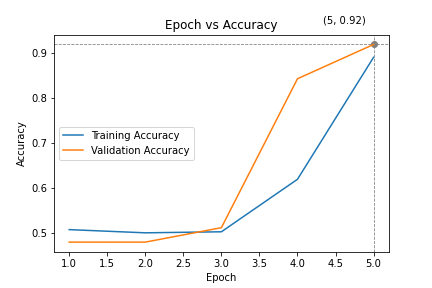 (5, 0.92)
Epoch vs Accuracy
Accuracy
0.9
0.8
0.7
0.6
0.5
Training Accuracy
Validation Accuracy
1.0 1.5 2.0 2.5 3.0 3.5 4.0 4.5 5.0
Epoch